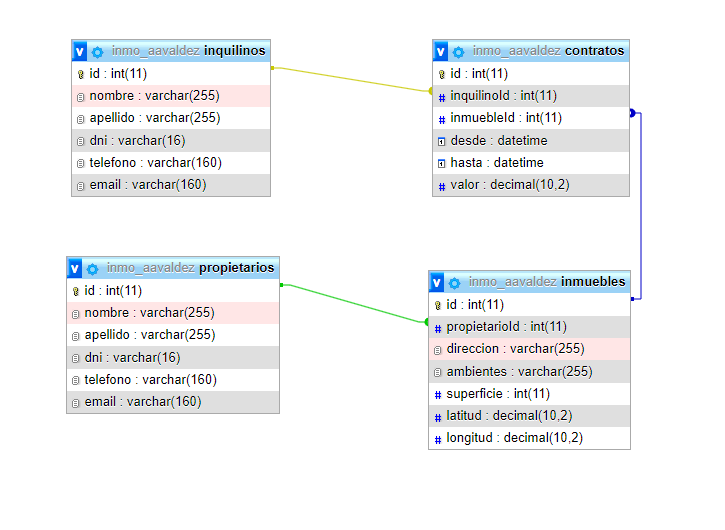 v inmo_aavaldez inquilinos
id : int(11)
# nombre : varchar(255)
apellido : varchar(255)
dni : varchar(16)
telefono : varchar(160)
email : varchar(160)
v inmo_aavaldez contratos
id : int(11)
# inquilinoId : int(11)
# inmuebleId : int(11)
desde : datetime
hasta : datetime
# valor : decimal(10,2)
v inmo_aavaldez propietarios
id : int(11)
nombre : varchar(255)
apellido : varchar(255)
dni : varchar(16)
telefono : varchar(160)
email : varchar(160)
v inmo_aavaldez inmuebles
id : int(11)
# propietarioId : int(11)
direccion : varchar(255)
ambientes : varchar(255)
# superficie : int(11)
# latitud : decimal(10,2)
# longitud : decimal(10,2)